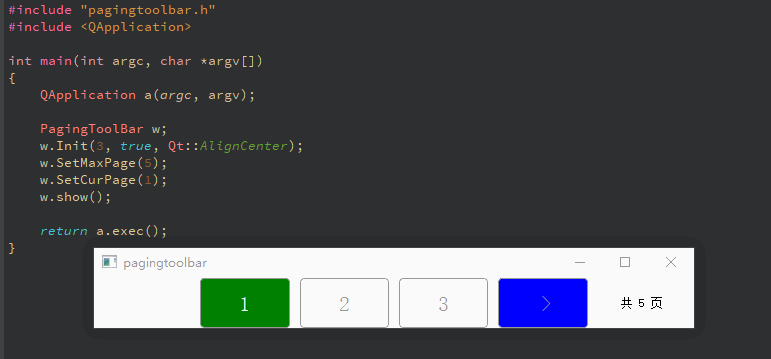 #include "pagingtoolbar.h"
#include <QApplication>
int main(int argc, char *argv[])
{
QApplication a(argc, argv);
PagingToolBar w;
w.Init(3, true, Qt::AlignCenter);
w.SetMaxPage(5);
w.SetCurPage(1);
w.show();
return a.exec();
}
pagingtoolbar
1 2 3 > 共 5 页